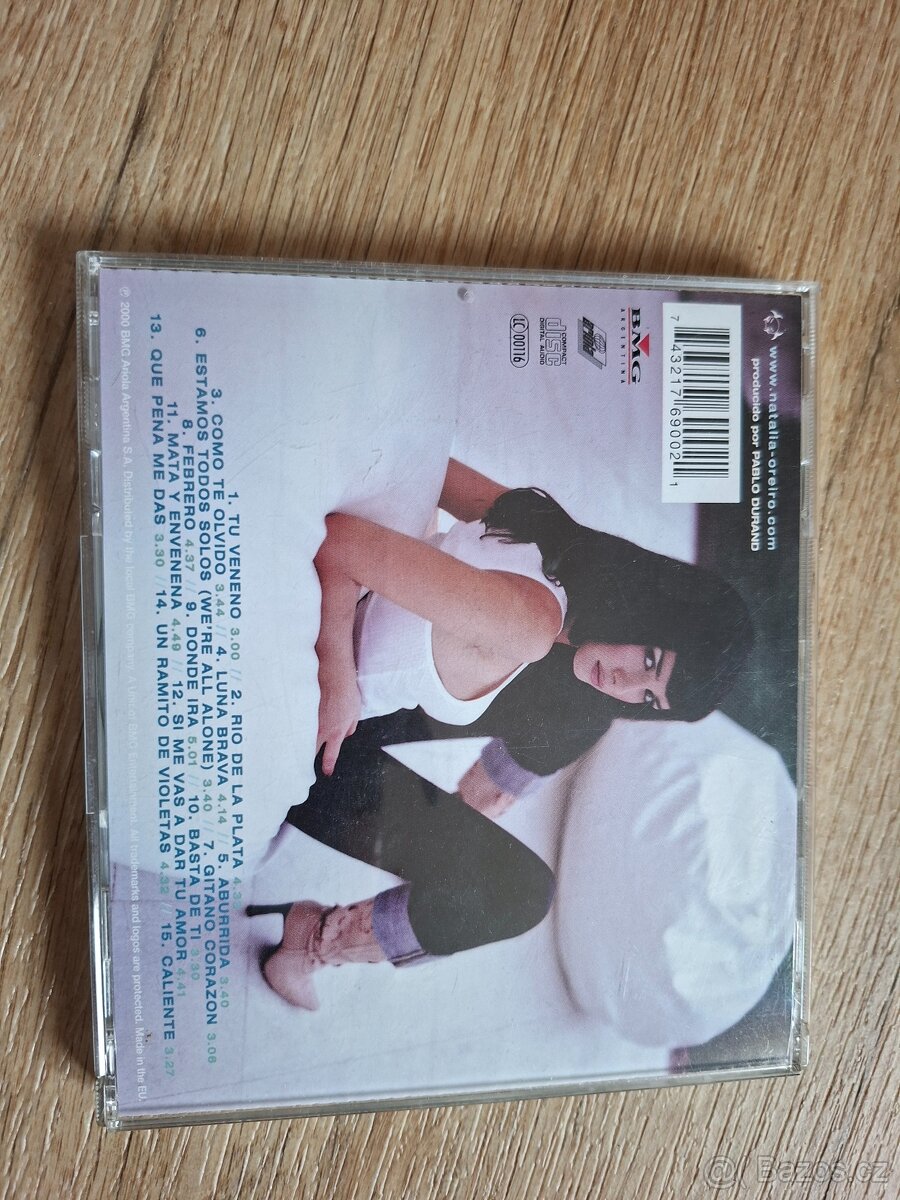 www.natalia-oreiro.com
producido por PABLO DURAND
7 43217 69002 1
BMG
ARGENTINA
COMPACT
disc
DIGITAL AUDIO
LC 00116
1. TU VENENO 3.00 // 2. RIO DE LA PLATA
3. COMO TE OLVIDO 3.44 // 4. LUNA BRAVA 4.14 // 5. ABURRIDA 3.40
6. ESTAMOS TODOS SOLOS (WE'RE ALL ALONE) 3.40 // 7. GITANO CORAZON 3.06
8. FEBRERO 4.37 // 9. DONDE IRA 5.01 // 10. BASTA DE TI 3.30
11. MATA Y ENVENENA 4.49 // 12. SI ME VAS A DAR TU AMOR 4.41
13. QUE PENA ME DAS 3.30 // 14. UN RAMITO DE VIOLETAS 4.32 // 15. CALIENTE 3.27
℗ 2000 BMG Ariola Argentina S.A. Distributed by the local BMG company. A Unit of BMG Entertainment. All trademarks and logos are protected. Made in the EU.
@ Bazos.cz